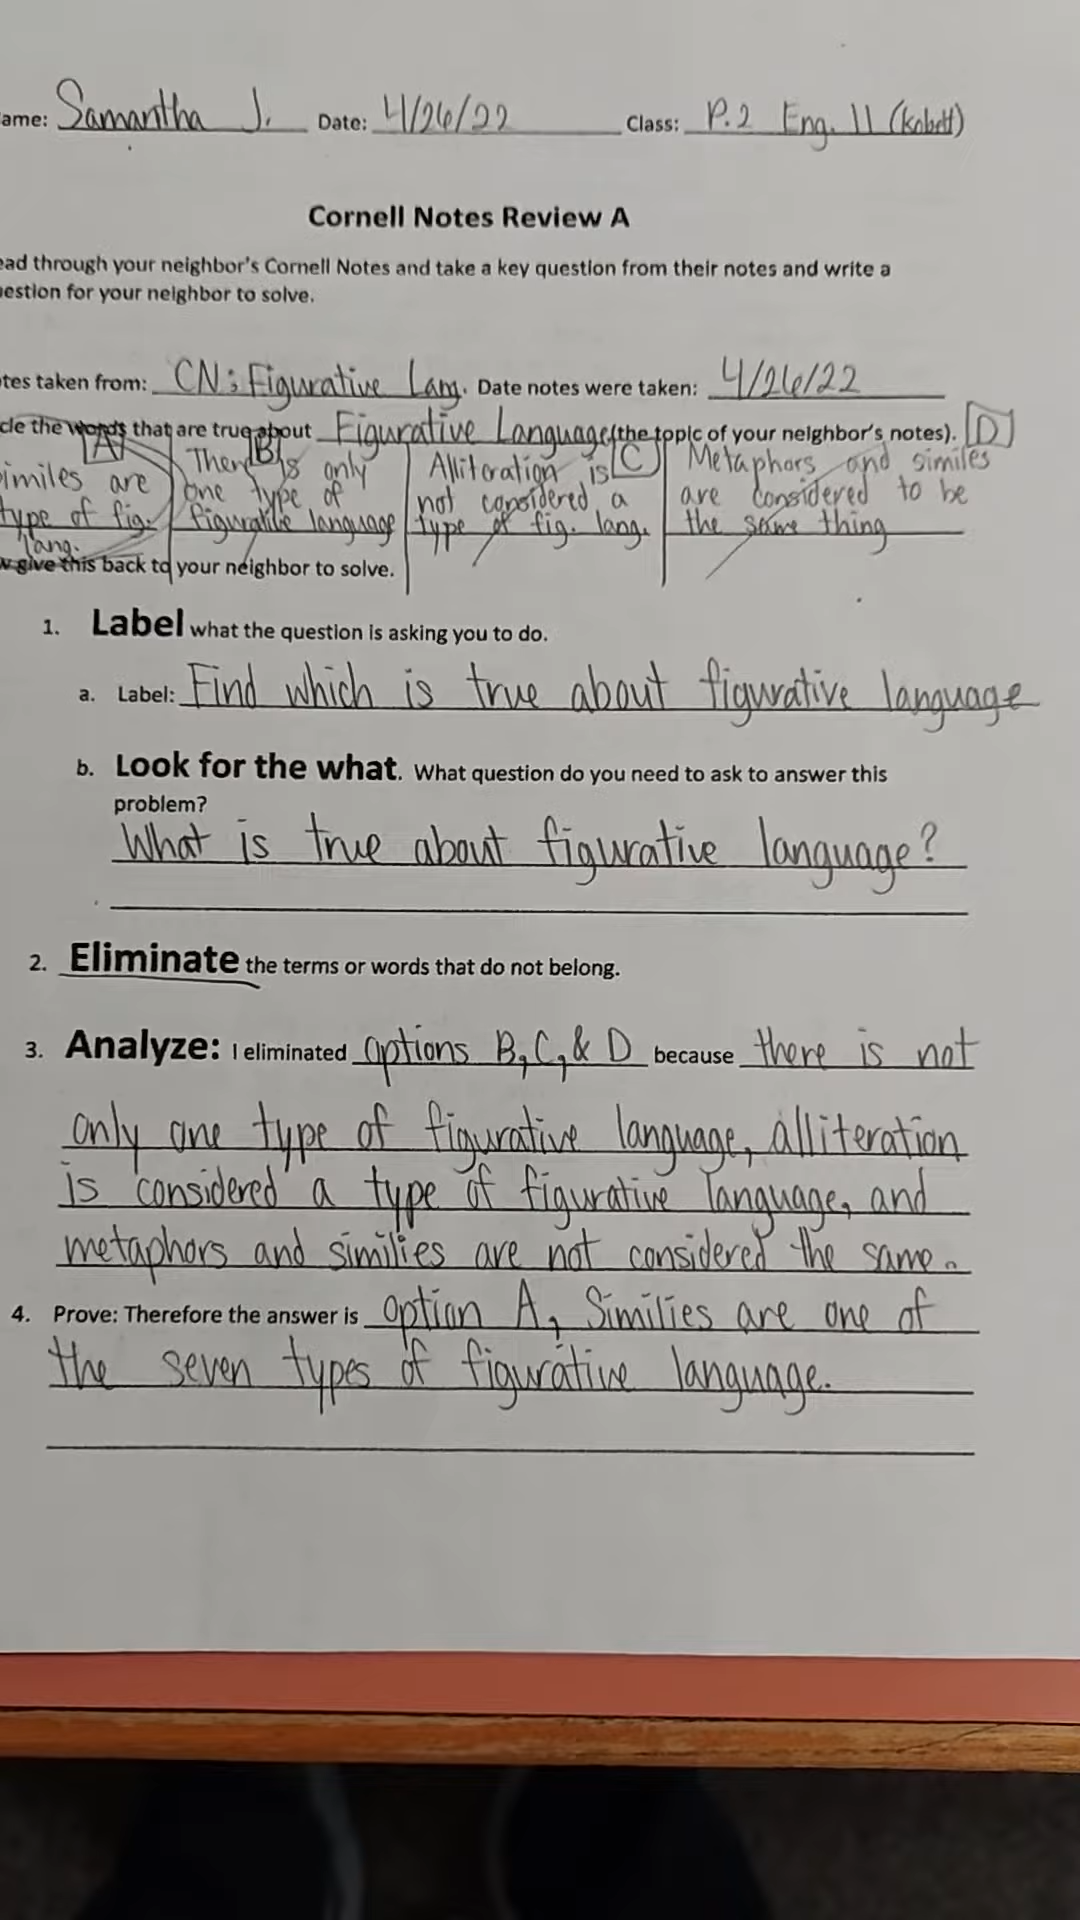 ame: Samantha J. Date: 4/26/22 Class: P.2 Eng. 11 (Kobett)
Cornell Notes Review A
ead through your neighbor's Cornell Notes and take a key question from their notes and write a
estion for your neighbor to solve.
tes taken from: CN: Figurative Lang. Date notes were taken: 4/26/22
cle the words that are true about Figurative Language (the topic of your neighbor's notes).
A imiles are type of fig. lang.
B There is only one type of figurative language
C Alliteration is not considered a type of fig. lang.
D Metaphors and similes are considered to be the same thing
w give this back to your neighbor to solve.
1. Label what the question is asking you to do.
a. Label: Find which is true about figurative language
b. Look for the what. What question do you need to ask to answer this
problem?
What is true about figurative language?
2. Eliminate the terms or words that do not belong.
3. Analyze: I eliminated options B, C, & D because there is not
only one type of figurative language, alliteration
is considered a type of figurative language, and
metaphors and similies are not considered the same.
4. Prove: Therefore the answer is option A, Similies are one of
the seven types of figurative language.